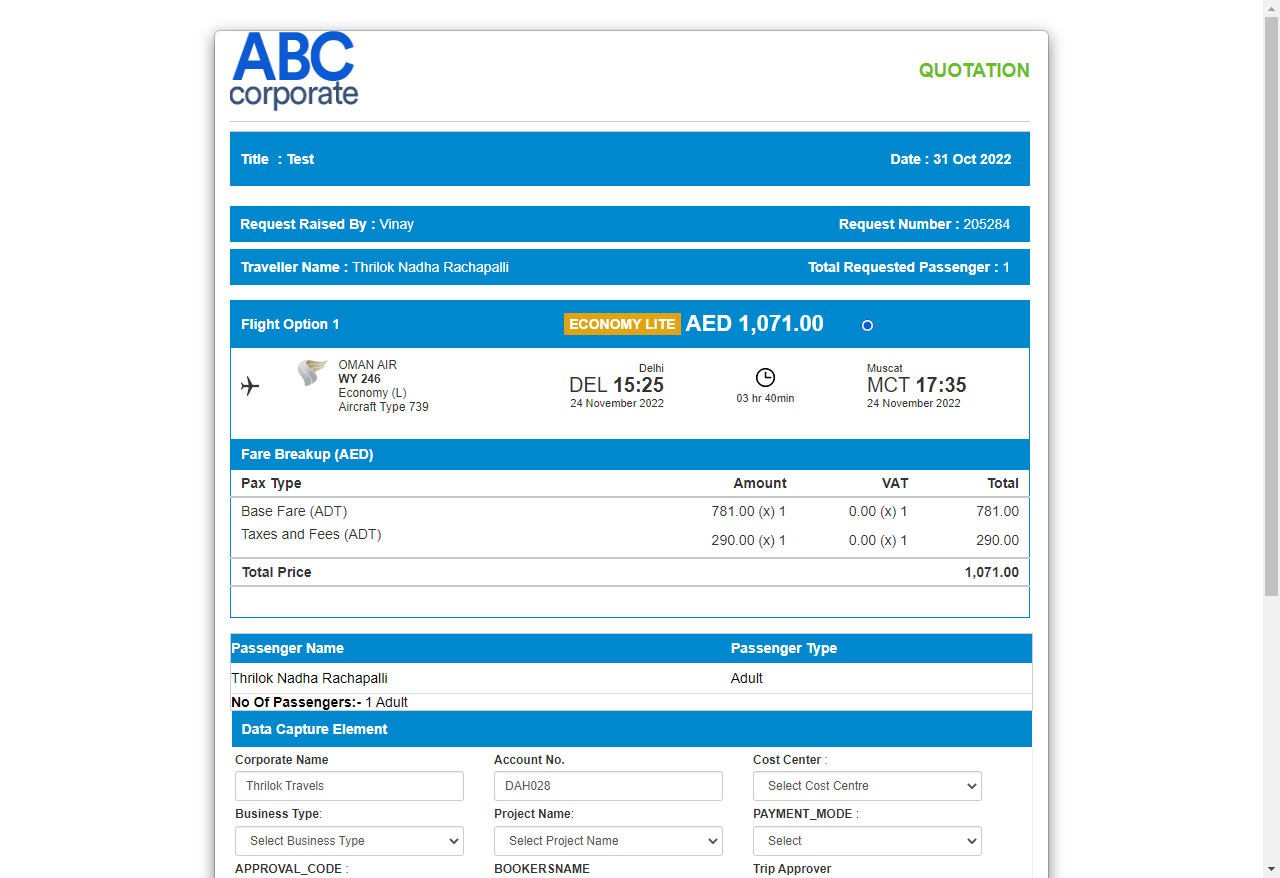 ABC
corporate
QUOTATION
Title : Test Date : 31 Oct 2022
Request Raised By : Vinay Request Number : 205284
Traveller Name : Thrilok Nadha Rachapalli Total Requested Passenger : 1
Flight Option 1 ECONOMY LITE AED 1,071.00
OMAN AIR
WY 246
Economy (L)
Aircraft Type 739
Delhi
DEL 15:25
24 November 2022
03 hr 40min
Muscat
MCT 17:35
24 November 2022
Fare Breakup (AED)
Pax Type Amount VAT Total
Base Fare (ADT) 781.00 (x) 1 0.00 (x) 1 781.00
Taxes and Fees (ADT) 290.00 (x) 1 0.00 (x) 1 290.00
Total Price 1,071.00
Passenger Name Passenger Type
Thrilok Nadha Rachapalli Adult
No Of Passengers:- 1 Adult
Data Capture Element
Corporate Name Account No. Cost Center :
Thrilok Travels DAH028 Select Cost Centre
Business Type: Project Name: PAYMENT_MODE :
Select Business Type Select Project Name Select
APPROVAL_CODE : BOOKERSNAME Trip Approver